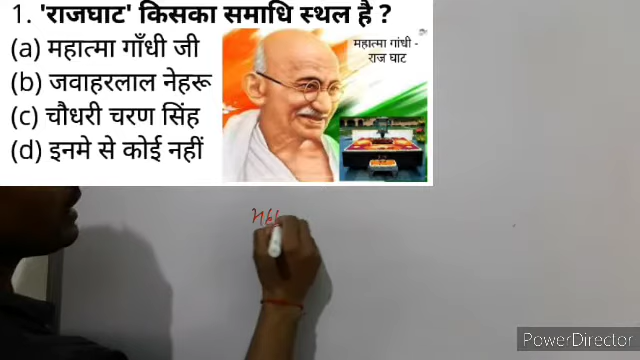 1. 'राजघाट' किसका समाधि स्थल है ?
(a) महात्मा गाँधी जी
(b) जवाहरलाल नेहरू
(c) चौधरी चरण सिंह
(d) इनमे से कोई नहीं
महात्मा गांधी -
राज घाट
PowerDirector